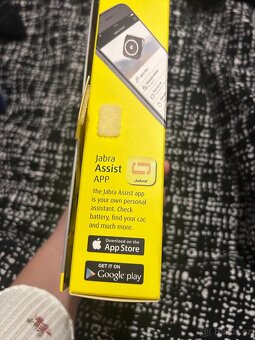 Jabra
Assist
APP
Jabra
The Jabra Assist app
is your own personal
assistant. Check
battery, find your car,
and much more.
Download on the
App Store
GET IT ON
Google play